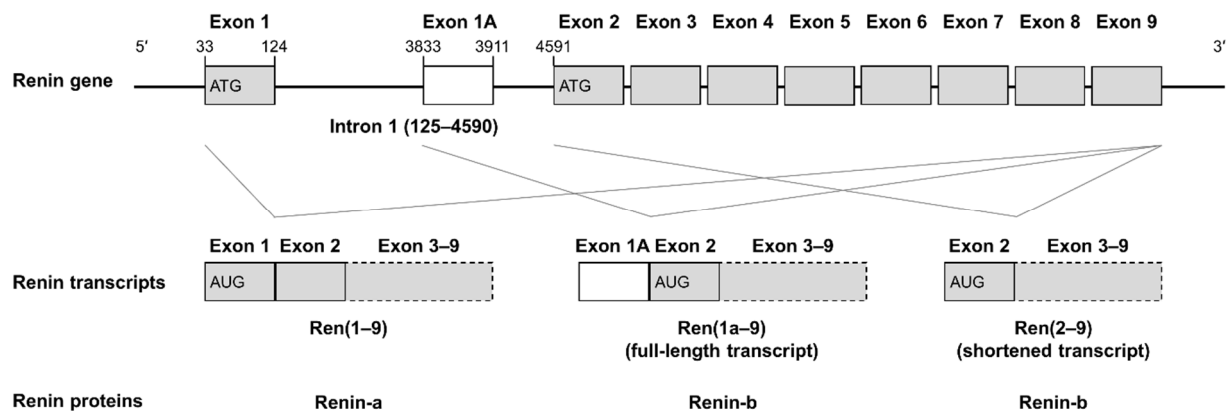 Exon 1 Exon 1A Exon 2 Exon 3 Exon 4 Exon 5 Exon 6 Exon 7 Exon 8 Exon 9
5′ 33 124 3833 3911 4591 3′
Renin gene ATG ATG
Intron 1 (125–4590)
Exon 1 Exon 2 Exon 3–9 Exon 1A Exon 2 Exon 3–9 Exon 2 Exon 3–9
Renin transcripts AUG AUG AUG
Ren(1–9) Ren(1a–9) Ren(2–9)
(full-length transcript) (shortened transcript)
Renin proteins Renin-a Renin-b Renin-b